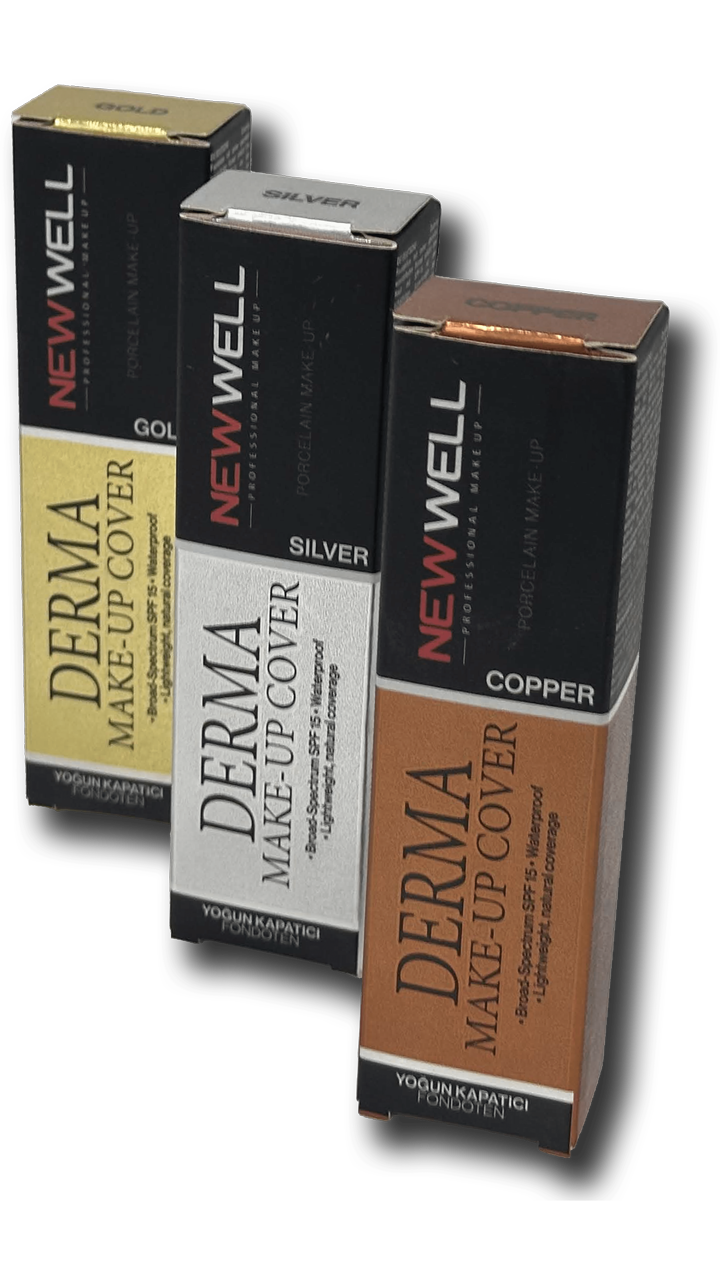 GOLD
NEWWELL
PROFESSIONAL MAKE UP
PORCELAIN MAKE-UP
GOL
DERMA
MAKE-UP COVER
• Broad-Spectrum SPF 15 • Waterproof
• Lightweight, natural coverage
YOĞUN KAPATICI
FONDÖTEN
SILVER
NEWWELL
PROFESSIONAL MAKE UP
PORCELAIN MAKE-UP
SILVER
DERMA
MAKE-UP COVER
• Broad-Spectrum SPF 15 • Waterproof
• Lightweight, natural coverage
YOĞUN KAPATICI
FONDÖTEN
COPPER
NEWWELL
PROFESSIONAL MAKE UP
PORCELAIN MAKE-UP
COPPER
DERMA
MAKE-UP COVER
• Broad-Spectrum SPF 15 • Waterproof
• Lightweight, natural coverage
YOĞUN KAPATICI
FONDÖTEN